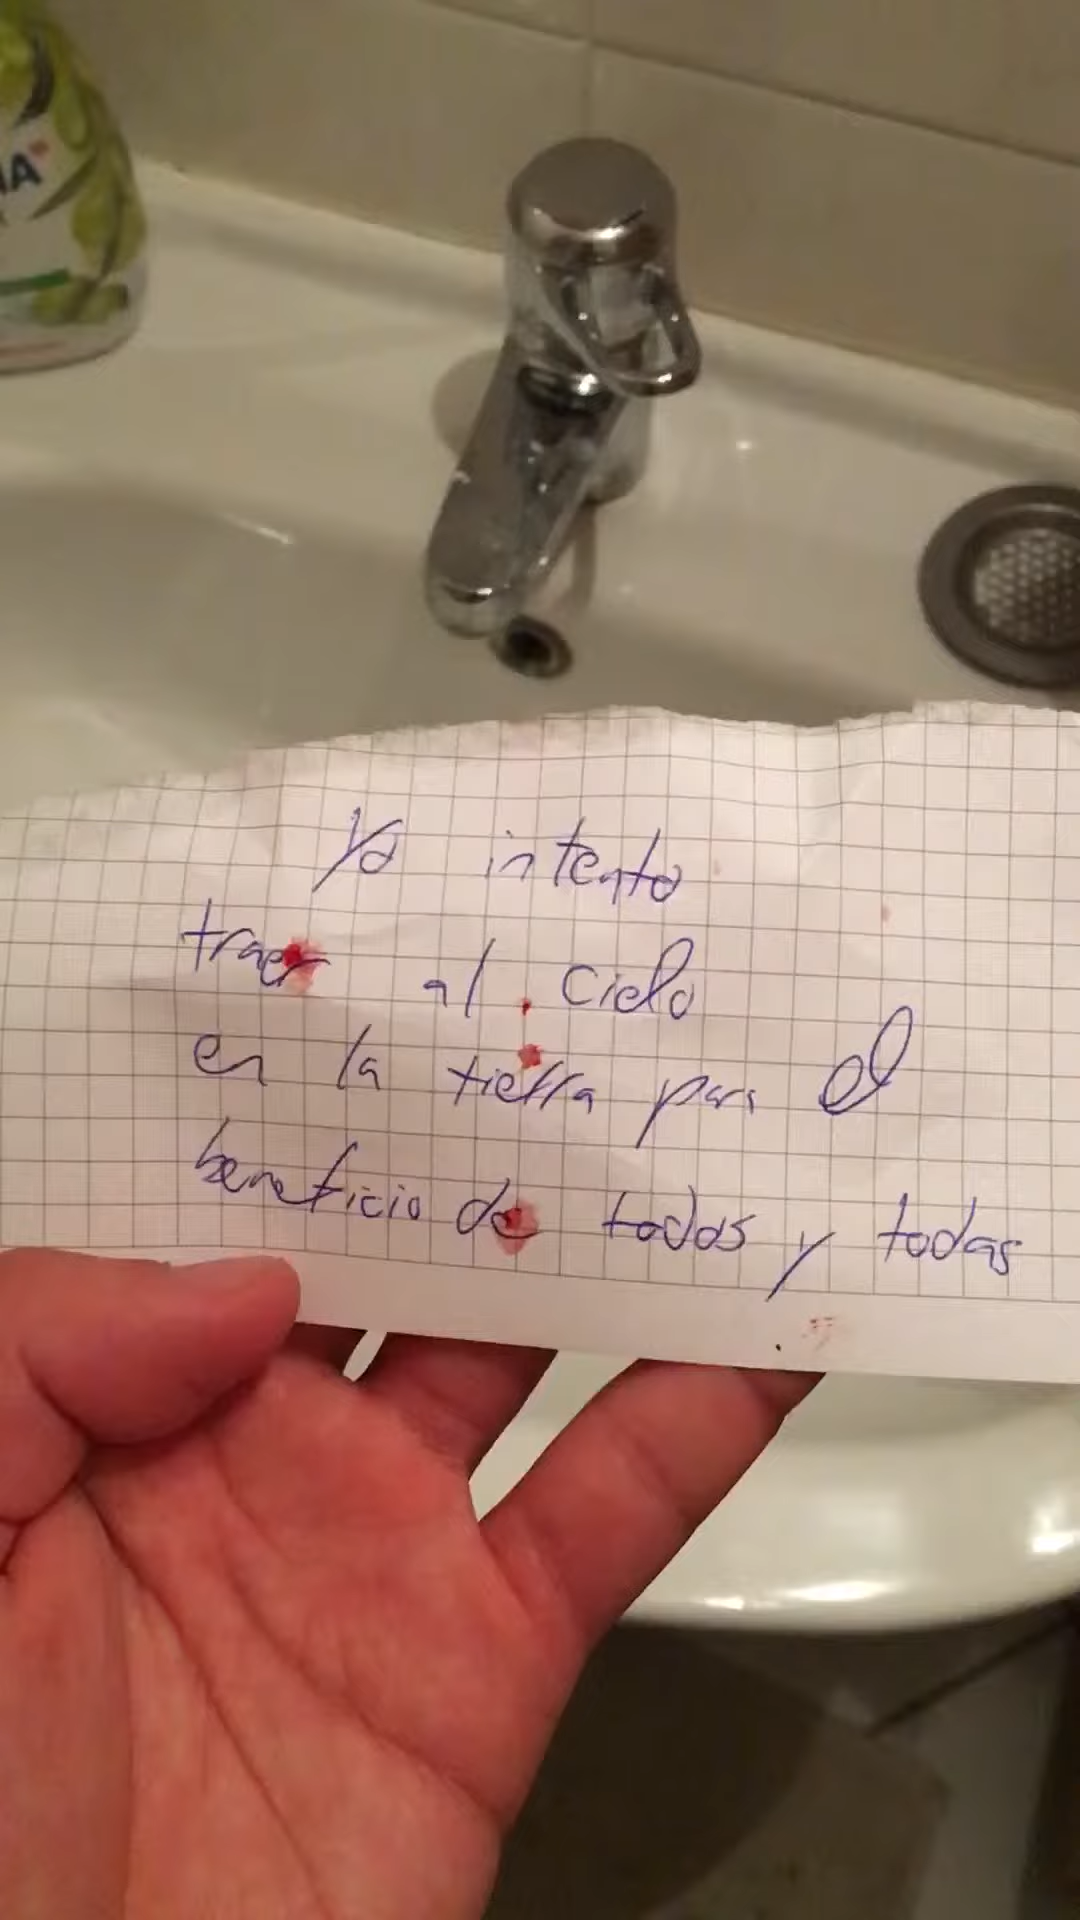 Yo intento
traer al Cielo
en la tierra para el
beneficio de todos y todas